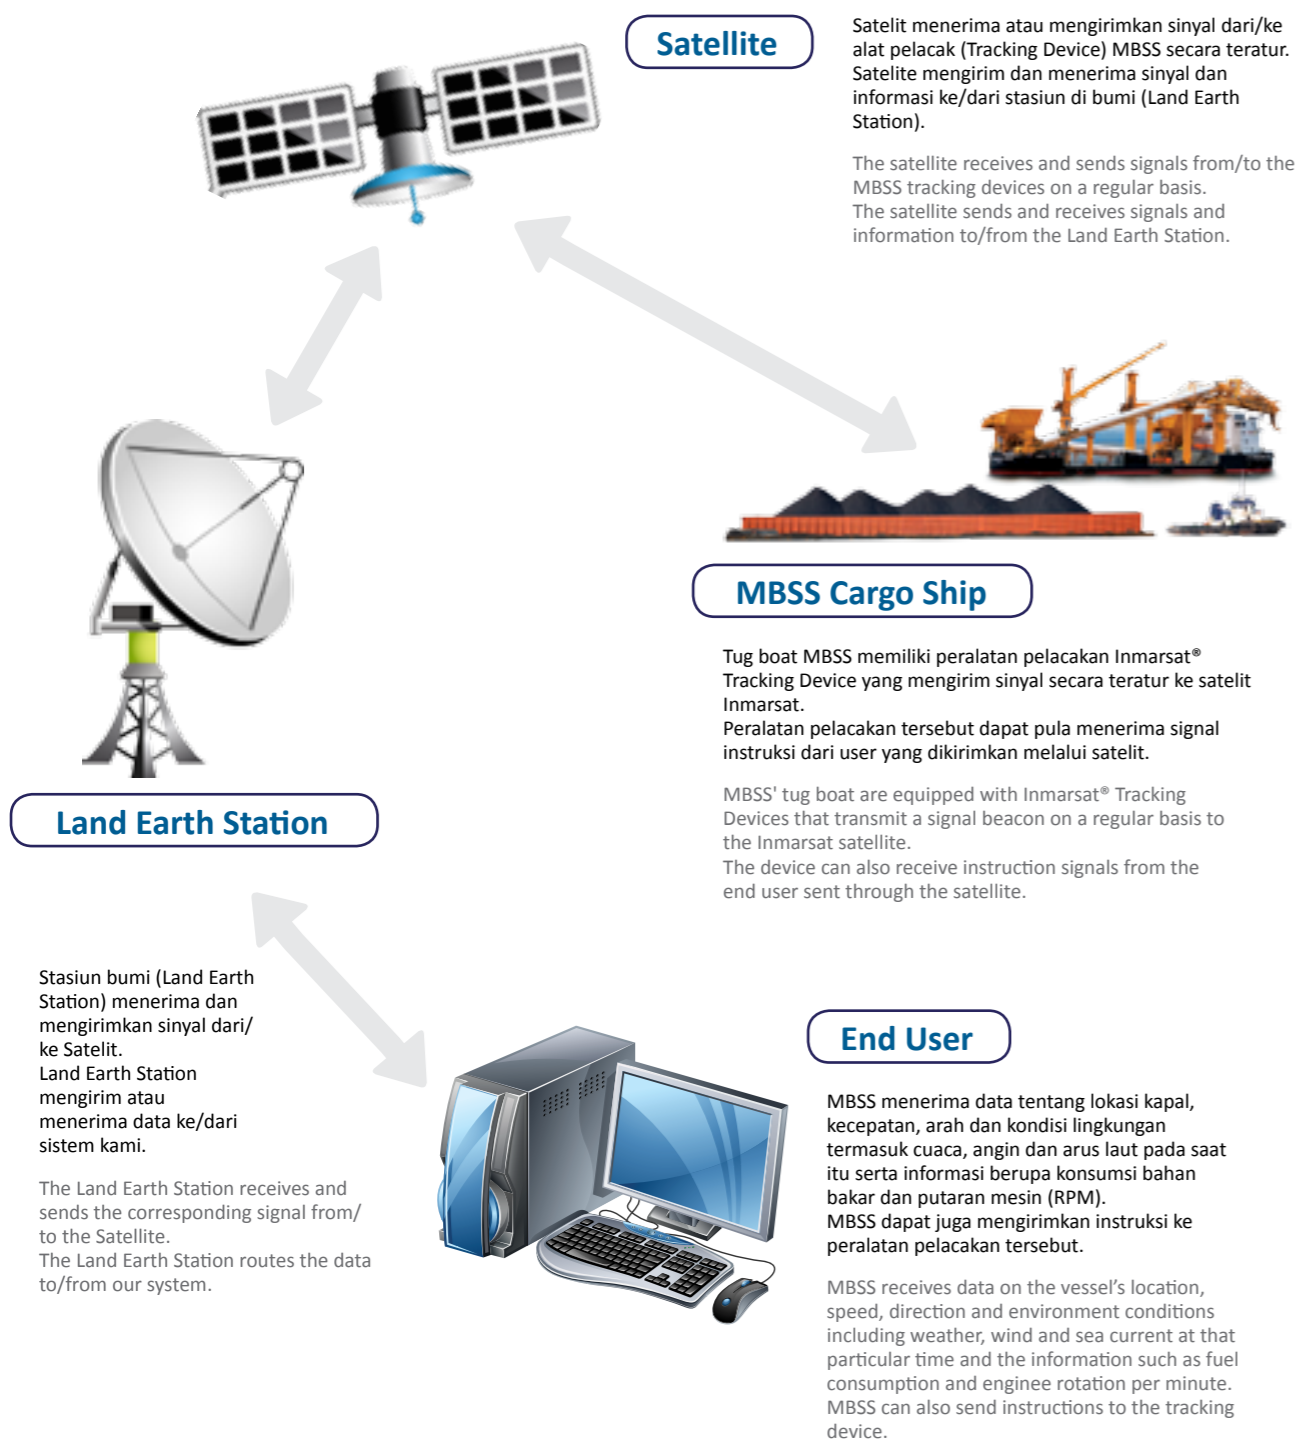 Satellite
Satelit menerima atau mengirimkan sinyal dari/ke
alat pelacak (Tracking Device) MBSS secara teratur.
Satelite mengirim dan menerima sinyal dan
informasi ke/dari stasiun di bumi (Land Earth
Station).
The satellite receives and sends signals from/to the
MBSS tracking devices on a regular basis.
The satellite sends and receives signals and
information to/from the Land Earth Station.
MBSS Cargo Ship
Tug boat MBSS memiliki peralatan pelacakan Inmarsat®
Tracking Device yang mengirim sinyal secara teratur ke satelit
Inmarsat.
Peralatan pelacakan tersebut dapat pula menerima signal
instruksi dari user yang dikirimkan melalui satelit.
MBSS' tug boat are equipped with Inmarsat® Tracking
Devices that transmit a signal beacon on a regular basis to
the Inmarsat satellite.
The device can also receive instruction signals from the
end user sent through the satellite.
Land Earth Station
Stasiun bumi (Land Earth
Station) menerima dan
mengirimkan sinyal dari/
ke Satelit.
Land Earth Station
mengirim atau
menerima data ke/dari
sistem kami.
The Land Earth Station receives and
sends the corresponding signal from/
to the Satellite.
The Land Earth Station routes the data
to/from our system.
End User
MBSS menerima data tentang lokasi kapal,
kecepatan, arah dan kondisi lingkungan
termasuk cuaca, angin dan arus laut pada saat
itu serta informasi berupa konsumsi bahan
bakar dan putaran mesin (RPM).
MBSS dapat juga mengirimkan instruksi ke
peralatan pelacakan tersebut.
MBSS receives data on the vessel’s location,
speed, direction and environment conditions
including weather, wind and sea current at that
particular time and the information such as fuel
consumption and enginee rotation per minute.
MBSS can also send instructions to the tracking
device.